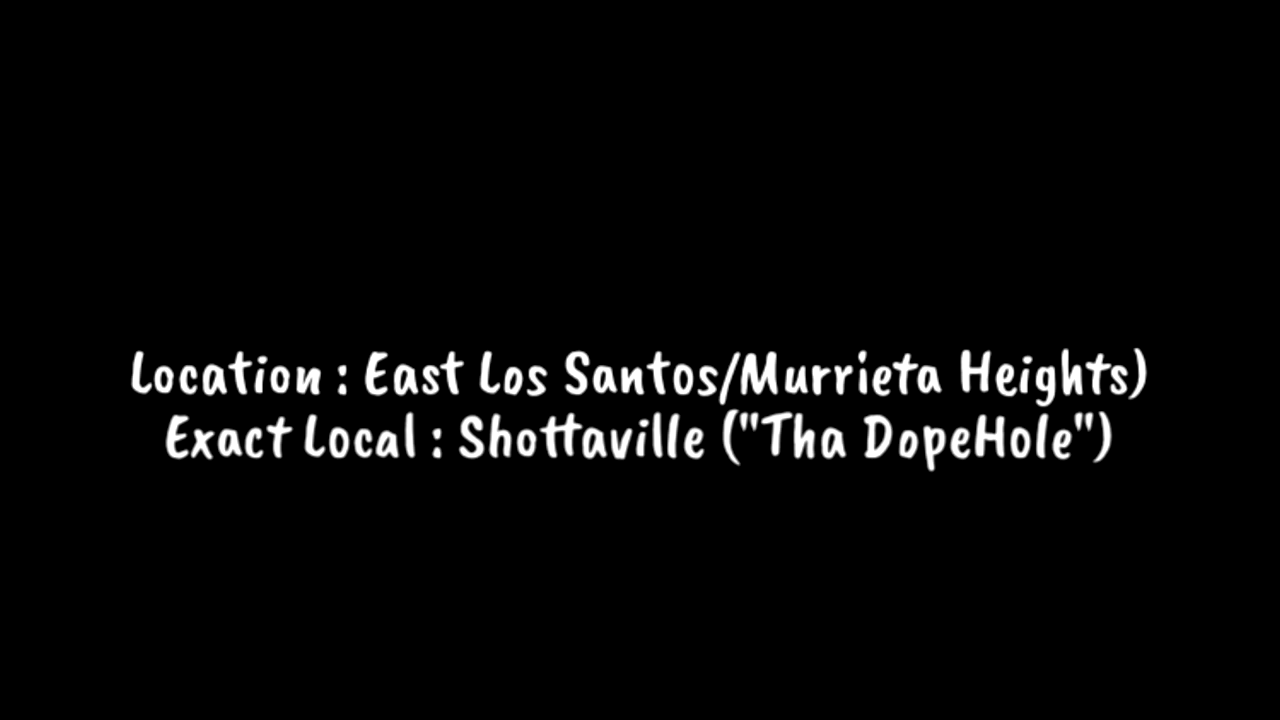 Location : East Los Santos/Murrieta Heights)
Exact Local : Shottaville ("Tha DopeHole")